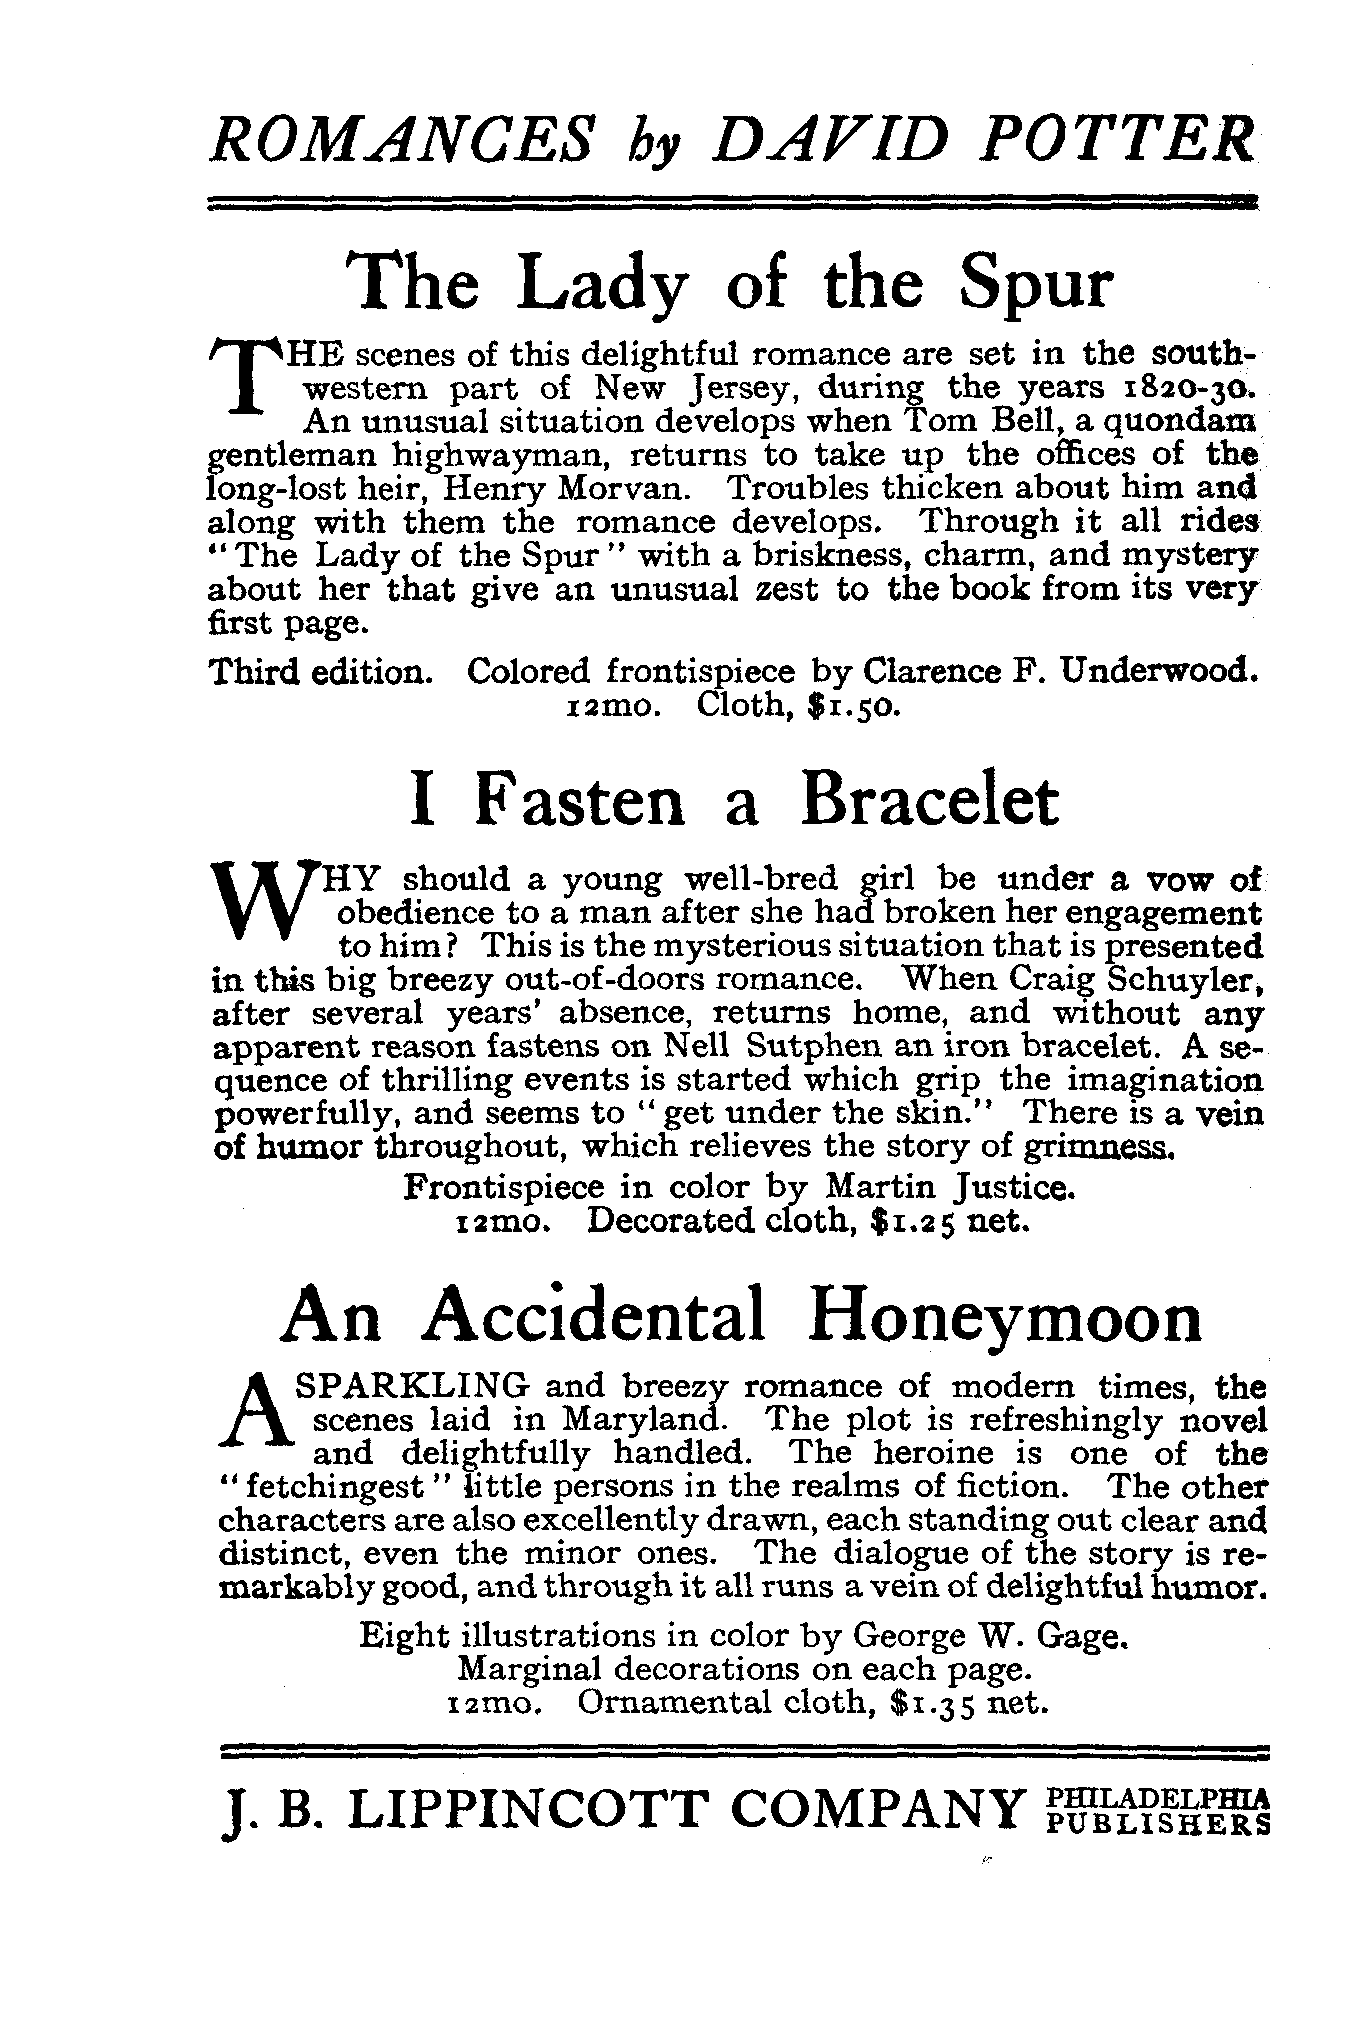 ROMANCES by DAVID POTTER
The Lady of the Spur
THE scenes of this delightful romance are set in the south-
western part of New Jersey, during the years 1820-30.
An unusual situation develops when Tom Bell, a quondam
gentleman highwayman, returns to take up the offices of the
long-lost heir, Henry Morvan. Troubles thicken about him and
along with them the romance develops. Through it all rides
“The Lady of the Spur” with a briskness, charm, and mystery
about her that give an unusual zest to the book from its very
first page.
Third edition. Colored frontispiece by Clarence F. Underwood.
12mo. Cloth, $1.50.
I Fasten a Bracelet
WHY should a young well-bred girl be under a vow of
obedience to a man after she had broken her engagement
to him? This is the mysterious situation that is presented
in this big breezy out-of-doors romance. When Craig Schuyler,
after several years’ absence, returns home, and without any
apparent reason fastens on Nell Sutphen an iron bracelet. A se-
quence of thrilling events is started which grip the imagination
powerfully, and seems to “get under the skin.” There is a vein
of humor throughout, which relieves the story of grimness.
Frontispiece in color by Martin Justice.
12mo. Decorated cloth, $1.25 net.
An Accidental Honeymoon
A SPARKLING and breezy romance of modern times, the
scenes laid in Maryland. The plot is refreshingly novel
and delightfully handled. The heroine is one of the
“fetchingest” little persons in the realms of fiction. The other
characters are also excellently drawn, each standing out clear and
distinct, even the minor ones. The dialogue of the story is re-
markably good, and through it all runs a vein of delightful humor.
Eight illustrations in color by George W. Gage.
Marginal decorations on each page.
12mo. Ornamental cloth, $1.35 net.
J. B. LIPPINCOTT COMPANY PHILADELPHIA
PUBLISHERS